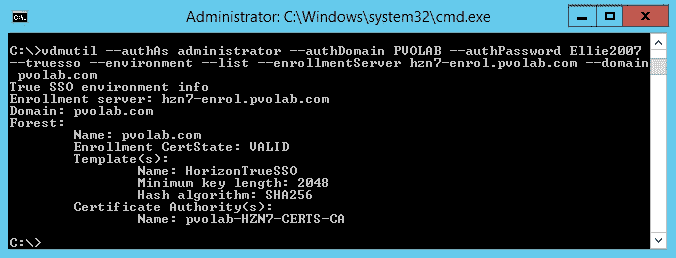 Administrator: C:\Windows\system32\cmd.exe
C:\>vdmutil --authAs administrator --authDomain PVOLAB --authPassword Ellie2007
--truesso --environment --list --enrollmentServer hzn7-enrol.pvolab.com --domain
pvolab.com
True SSO environment info
Enrollment server: hzn7-enrol.pvolab.com
Domain: pvolab.com
Forest:
Name: pvolab.com
Enrollment CertState: VALID
Template(s):
Name: HorizonTrueSSO
Minimum key length: 2048
Hash algorithm: SHA256
Certificate Authority(s):
Name: pvolab-HZN7-CERTS-CA
C:\>